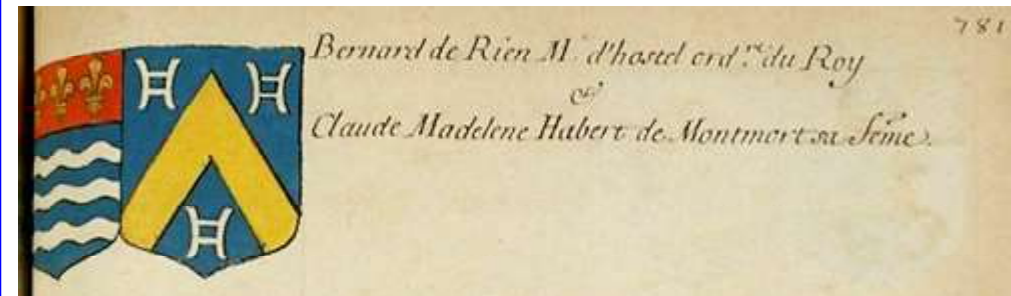 781
Bernard de Rien M.e d'hostel ord.re du Roy
&
Claude Madelene Habert de Montmort sa feme.